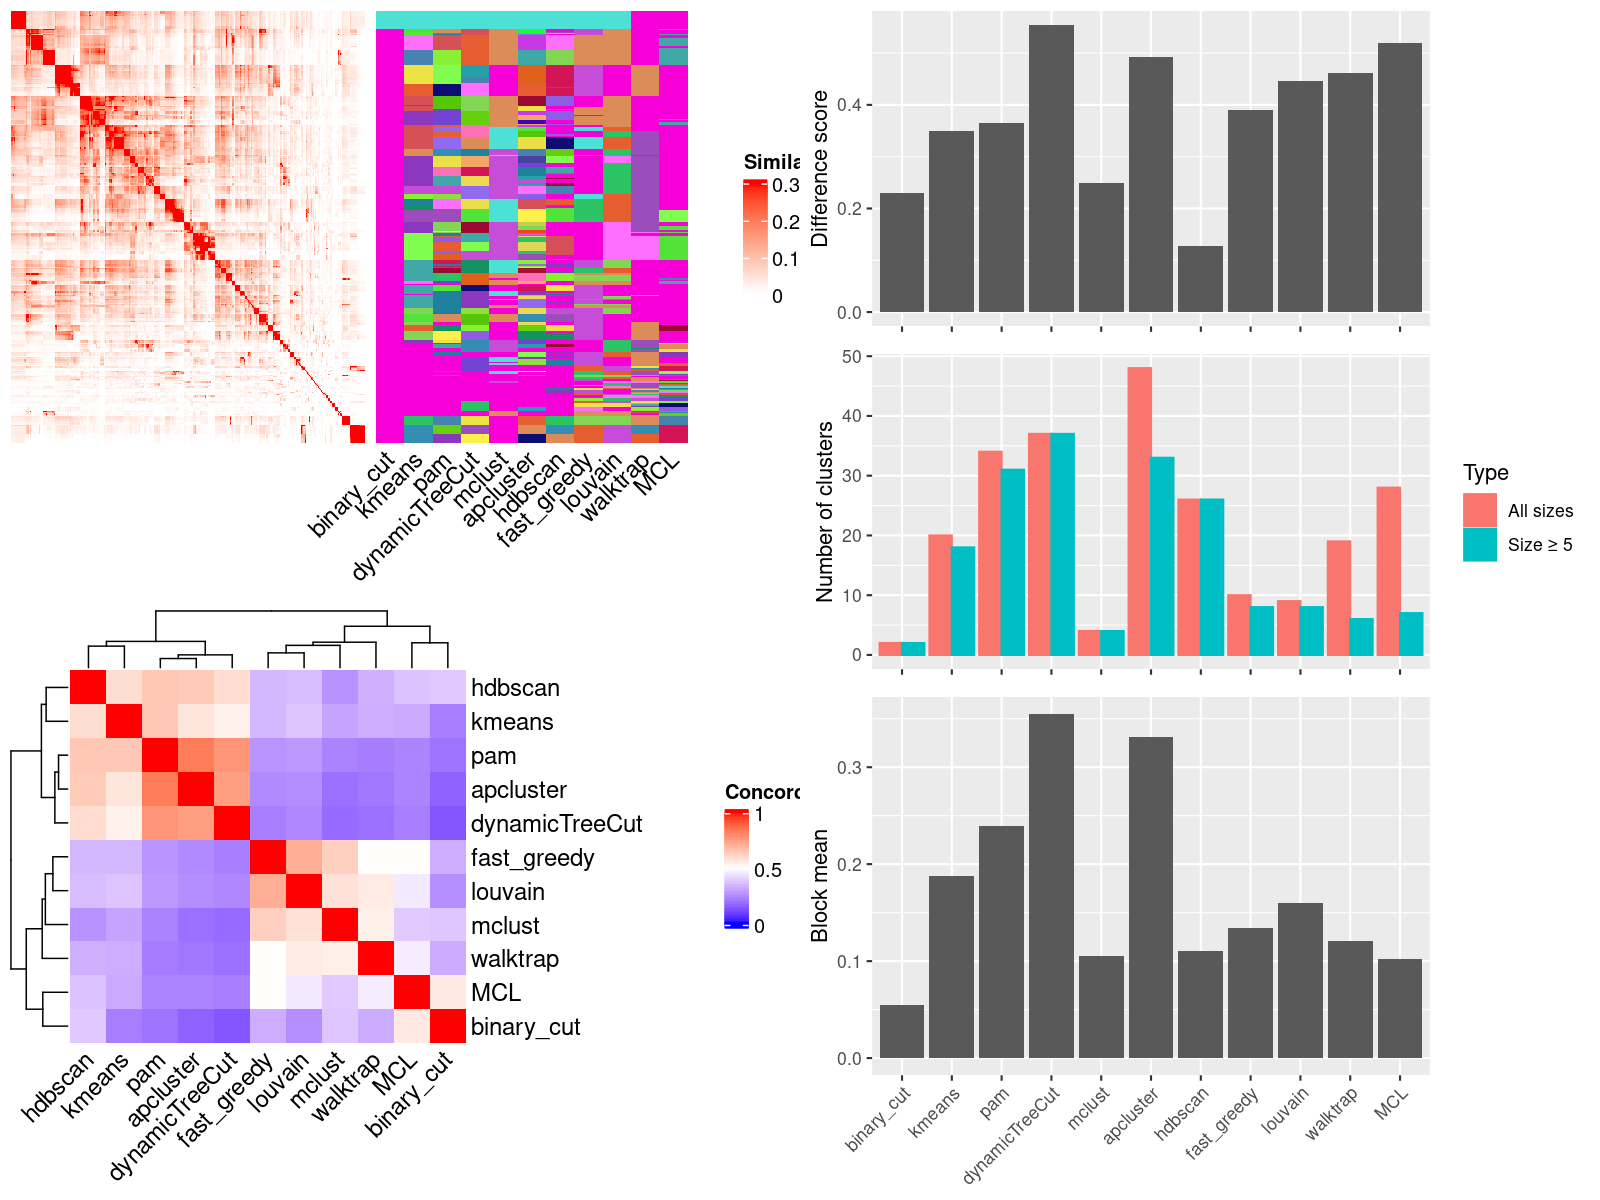 Simila
0.3
0.2
0.1
0
binary_cut
kmeans
pam
dynamicTreeCut
mclust
apcluster
hdbscan
fast_greedy
louvain
walktrap
MCL
hdbscan
kmeans
pam
apcluster
dynamicTreeCut
fast_greedy
louvain
mclust
walktrap
MCL
binary_cut
Concorc
1
0.5
0
hdbscan
kmeans
pam
apcluster
dynamicTreeCut
fast_greedy
louvain
mclust
walktrap
MCL
binary_cut
Difference score
0.4
0.2
0.0
Number of clusters
50
40
30
20
10
0
Type
All sizes
Size ≥ 5
Block mean
0.3
0.2
0.1
0.0
binary_cut
kmeans
pam
dynamicTreeCut
mclust
apcluster
hdbscan
fast_greedy
louvain
walktrap
MCL